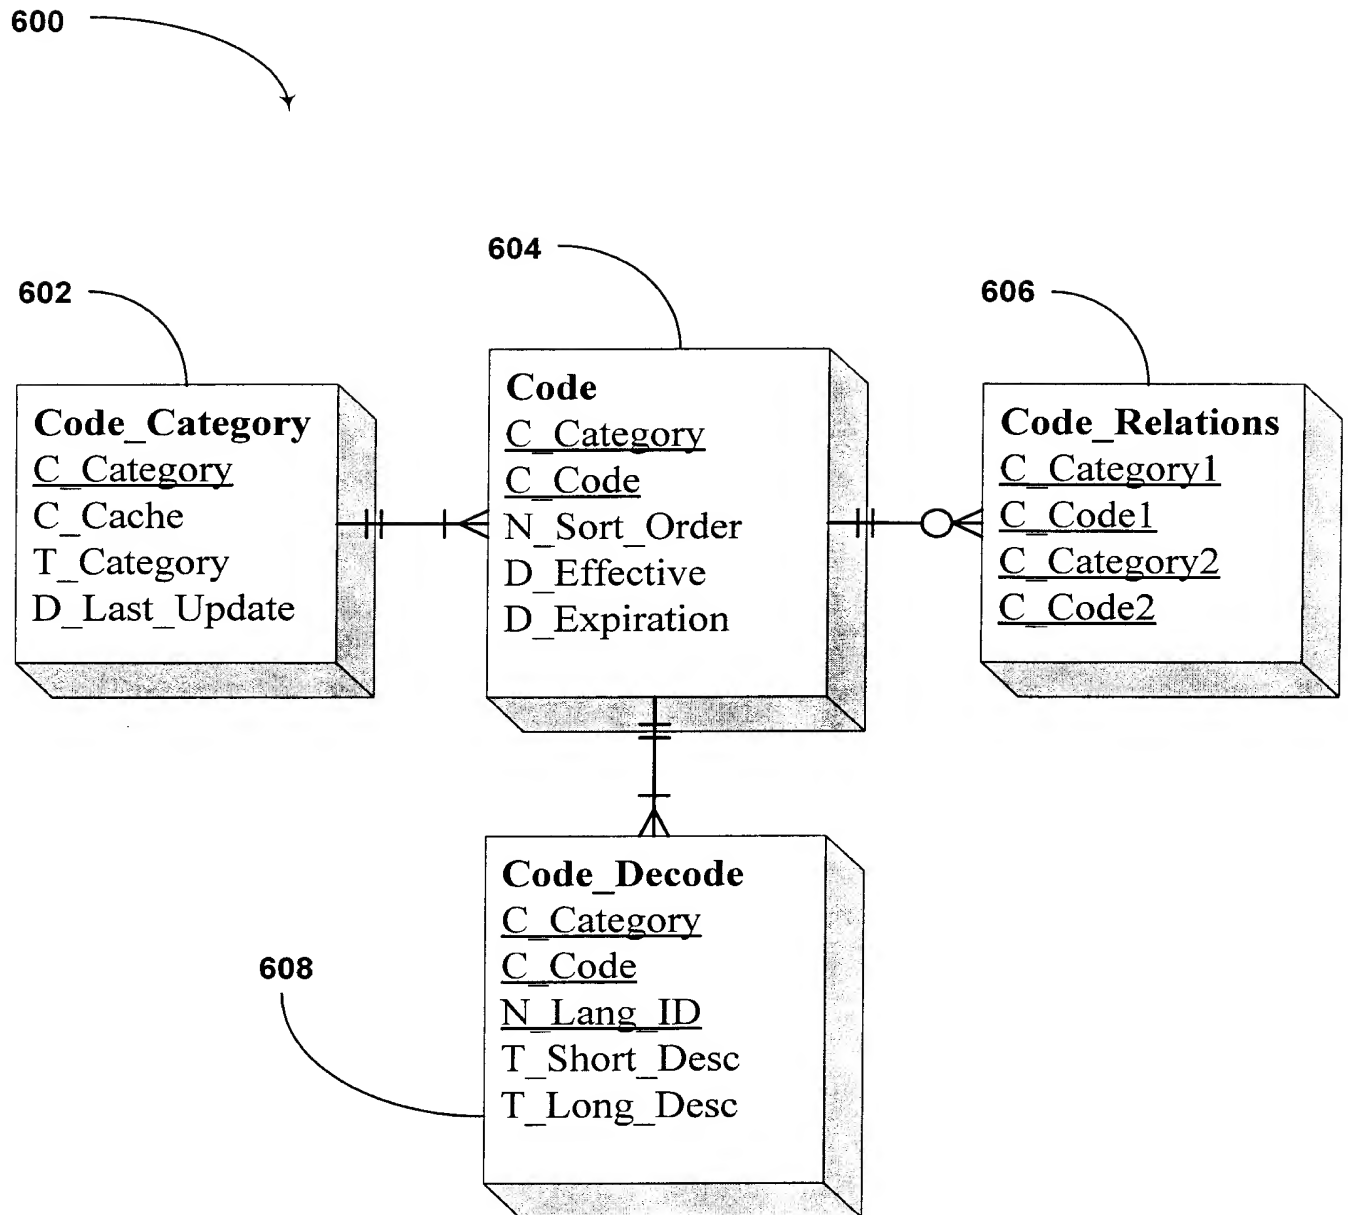 600
604
602
606
Code_Category
C_Category
C_Cache
T_Category
D_Last_Update
Code
C_Category
C_Code
N_Sort_Order
D_Effective
D_Expiration
Code_Relations
C_Category1
C_Code1
C_Category2
C_Code2
608
Code_Decode
C_Category
C_Code
N_Lang_ID
T_Short_Desc
T_Long_Desc